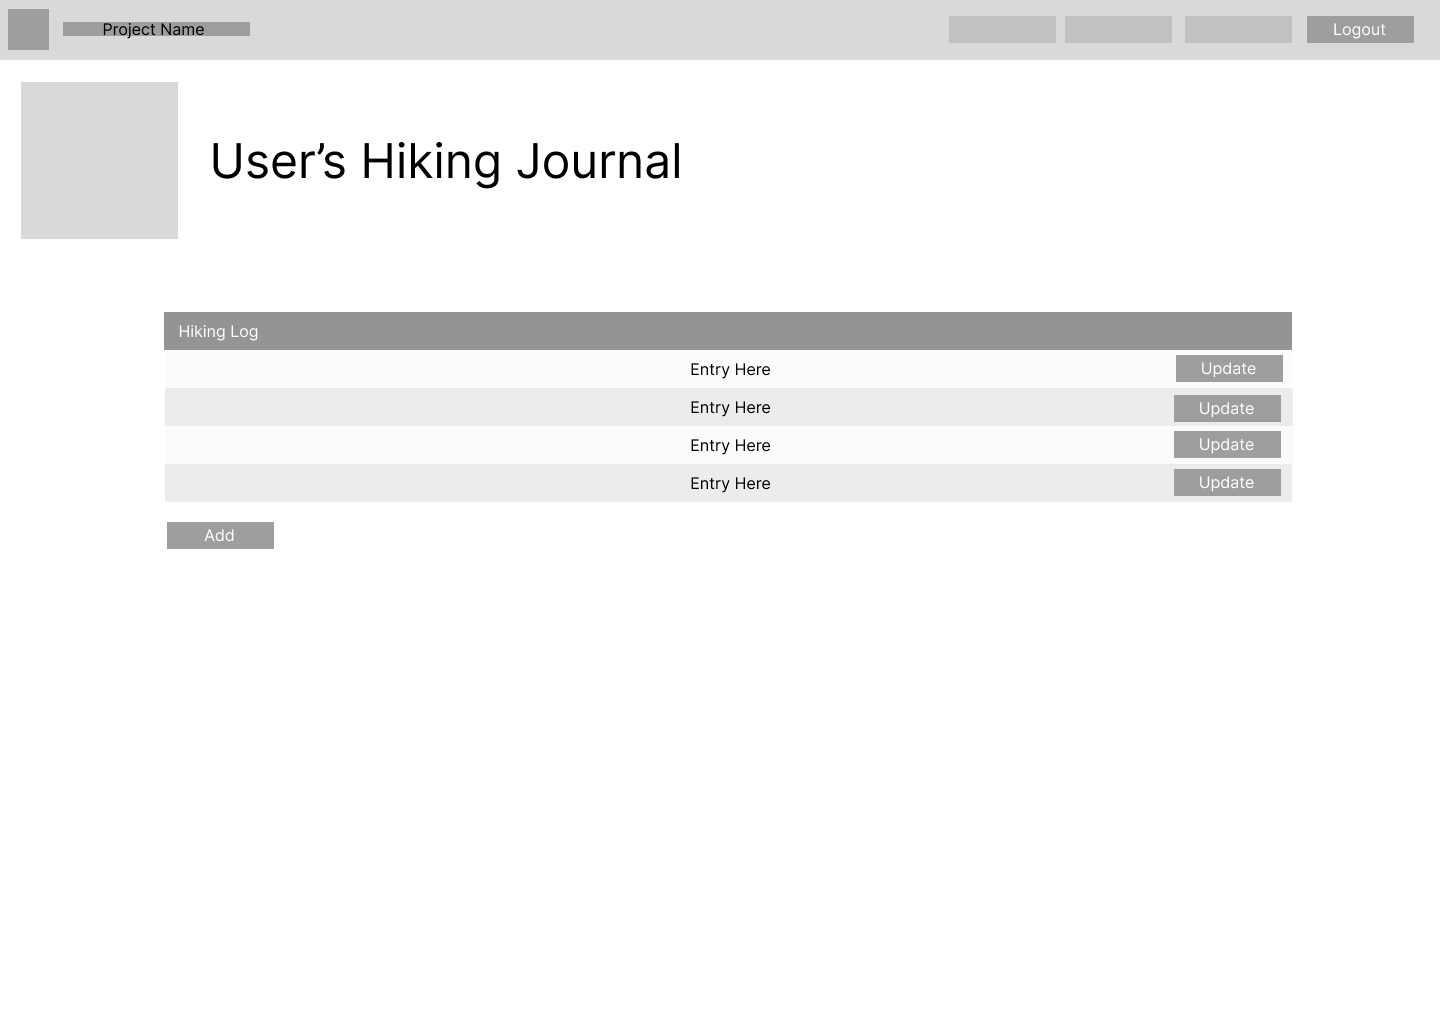 Project Name
Logout
User’s Hiking Journal
Hiking Log
Entry Here
Update
Entry Here
Update
Entry Here
Update
Entry Here
Update
Add